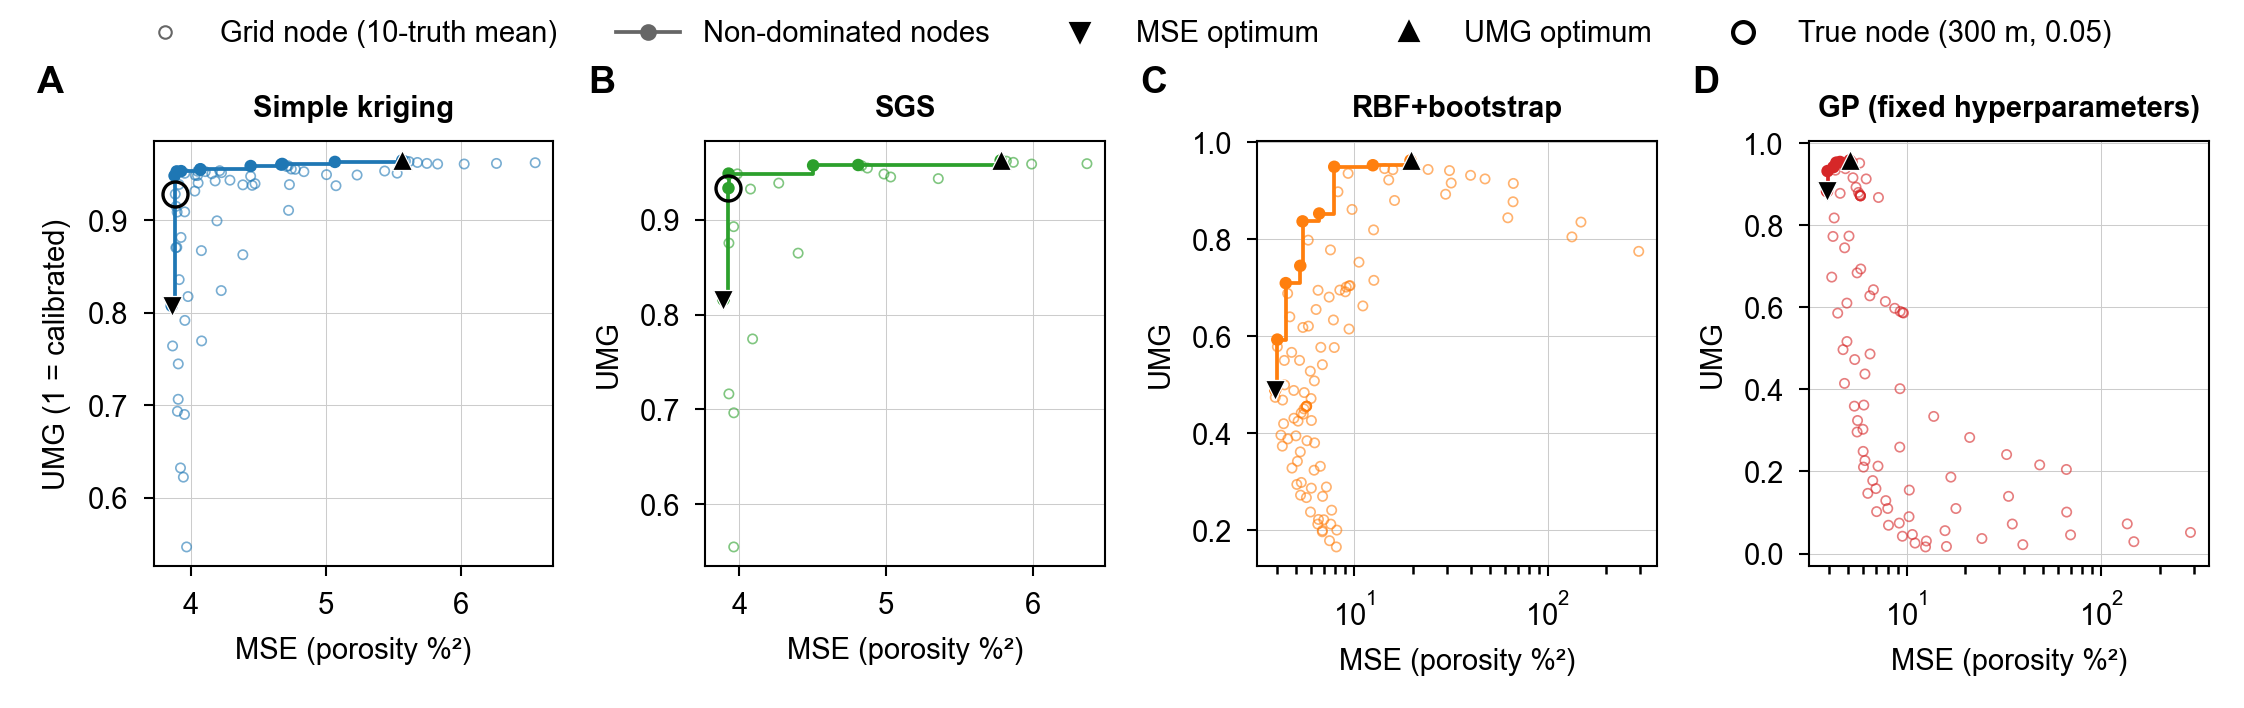 Grid node (10-truth mean) Non-dominated nodes MSE optimum UMG optimum True node (300 m, 0.05)
A B C D
Simple kriging SGS RBF+bootstrap GP (fixed hyperparameters)
UMG (1 = calibrated)
0.9
0.8
0.7
0.6
4 5 6
MSE (porosity %²)
UMG
0.9
0.8
0.7
0.6
4 5 6
MSE (porosity %²)
UMG
1.0
0.8
0.6
0.4
0.2
10¹ 10²
MSE (porosity %²)
UMG
1.0
0.8
0.6
0.4
0.2
0.0
10¹ 10²
MSE (porosity %²)